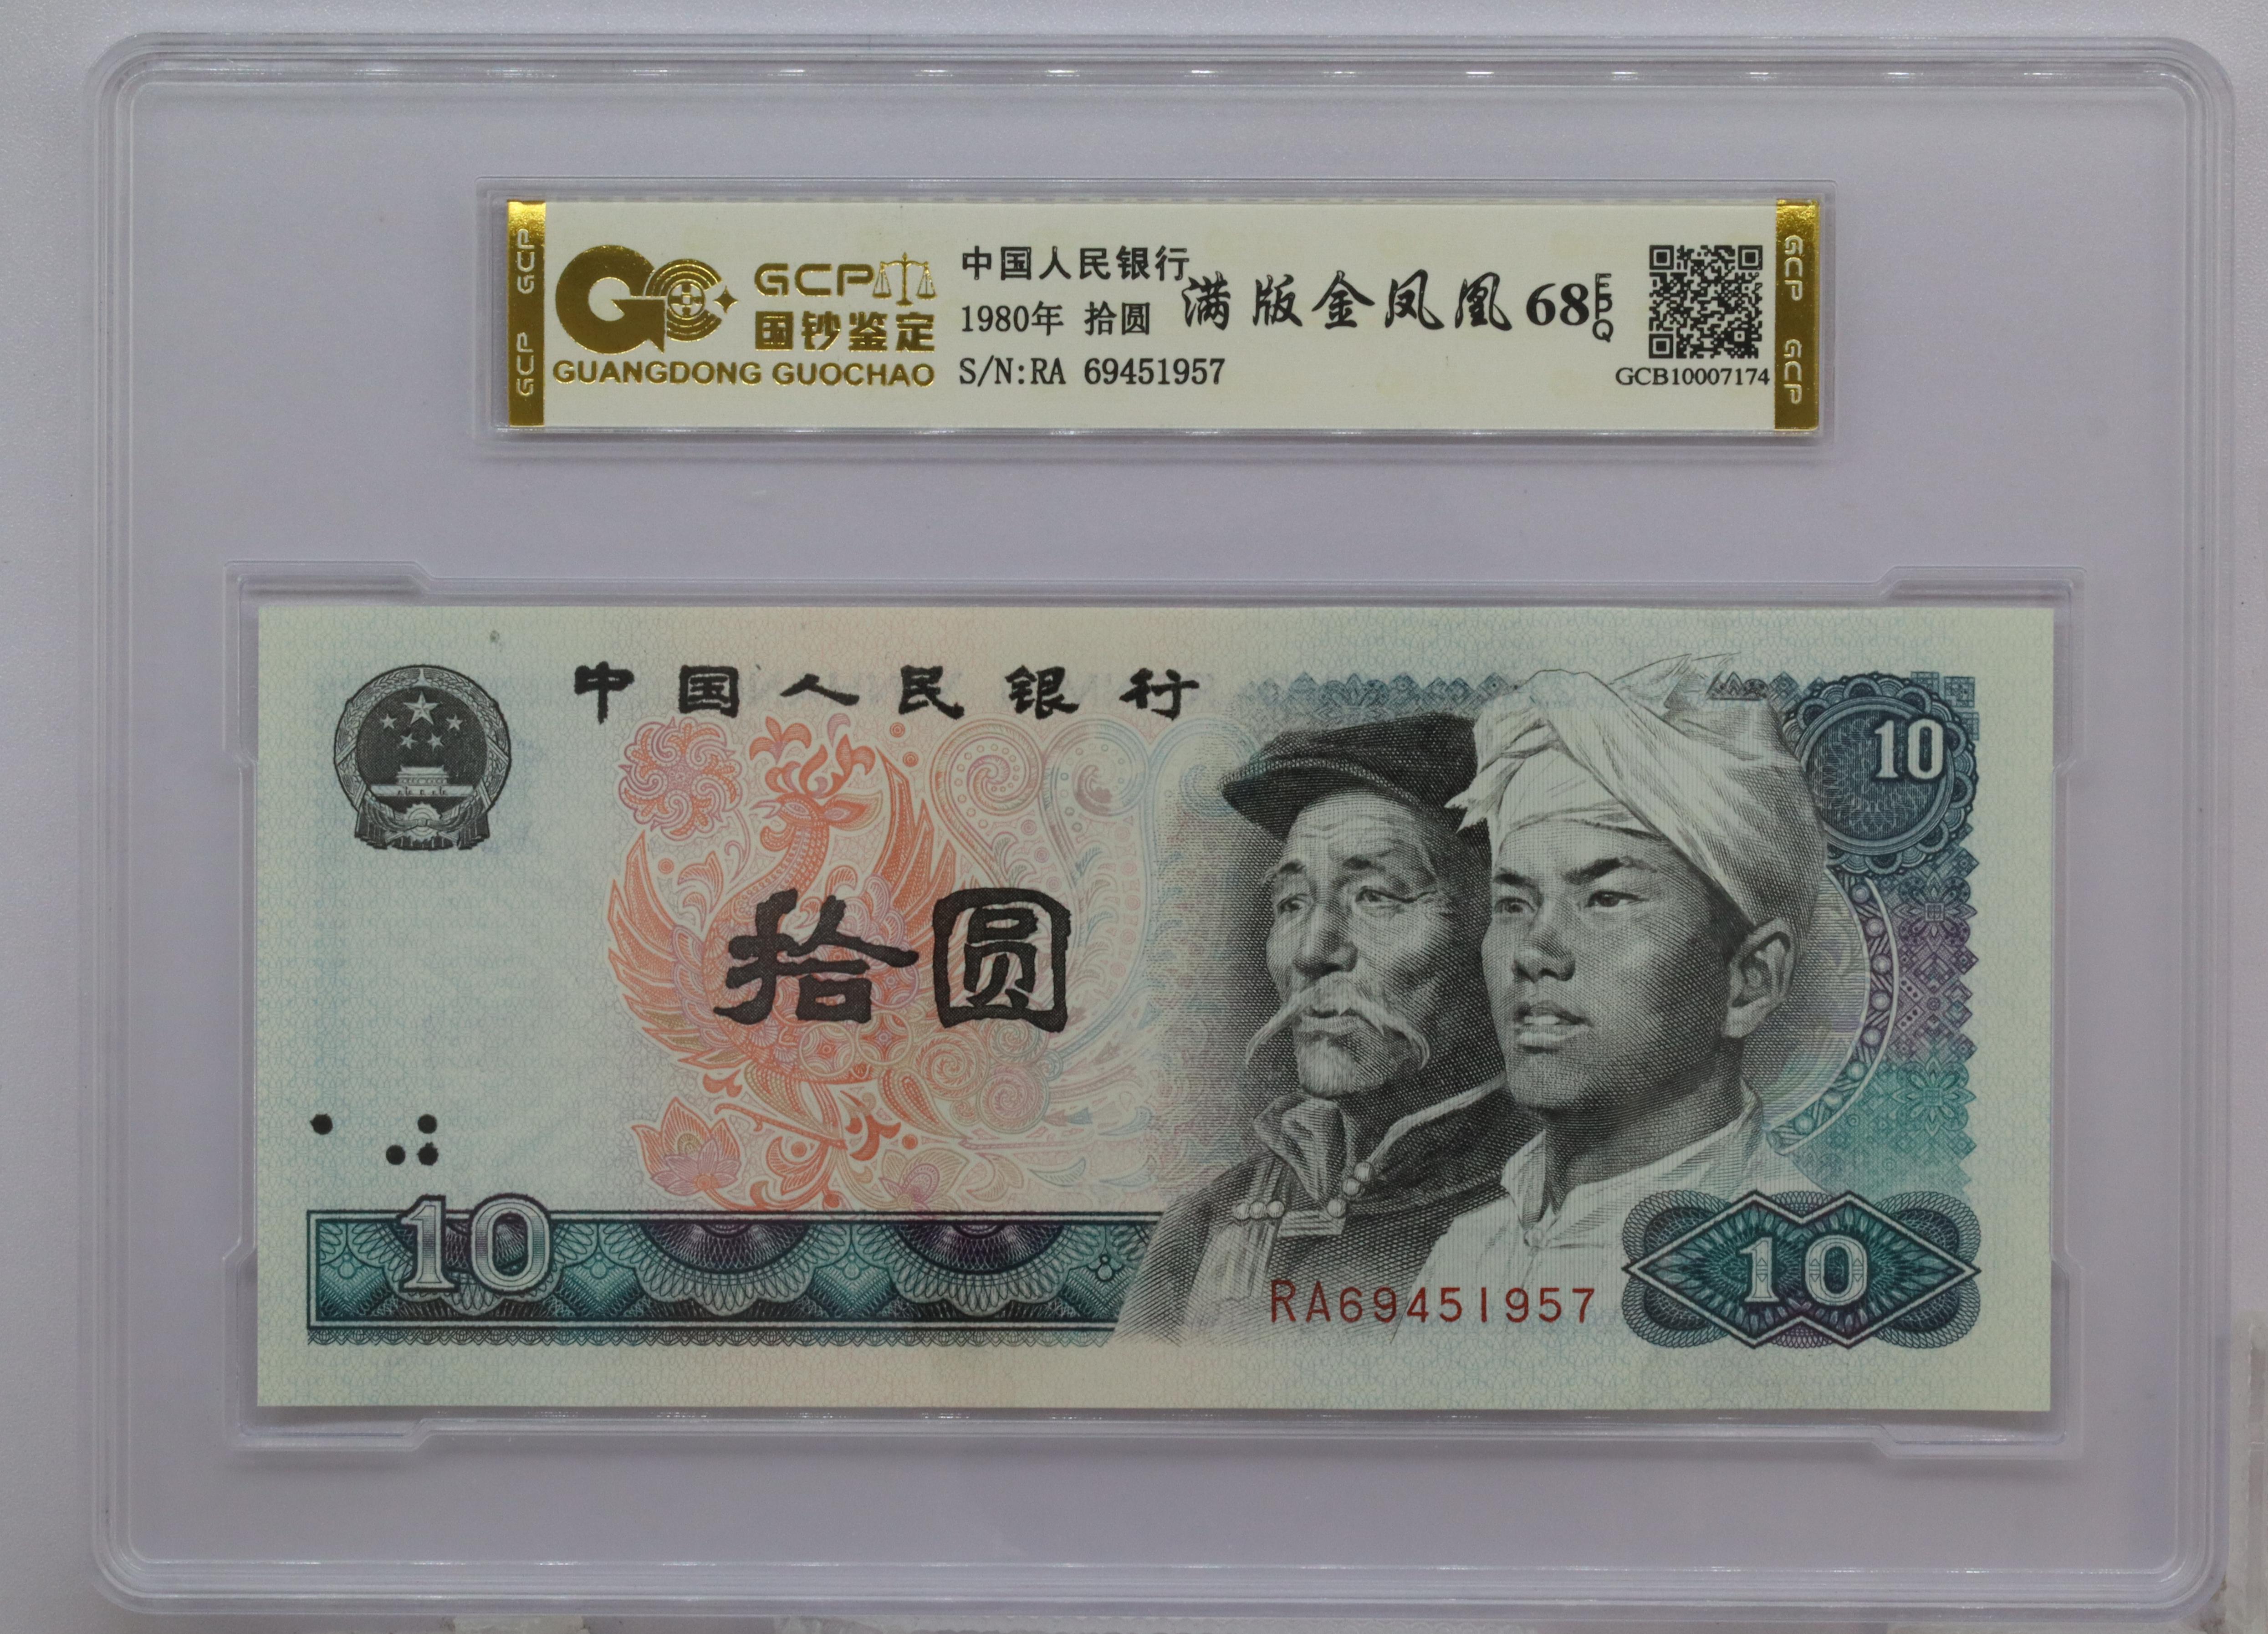 GCP GCP
GCP
国钞鉴定
GUANGDONG GUOCHAO
中国人民银行
1980年 拾圆
S/N:RA 69451957
满版金凤凰 68 EPQ
GCB10007174
GCP GCP
中国人民银行
10
拾圆
10
RA69451957
10